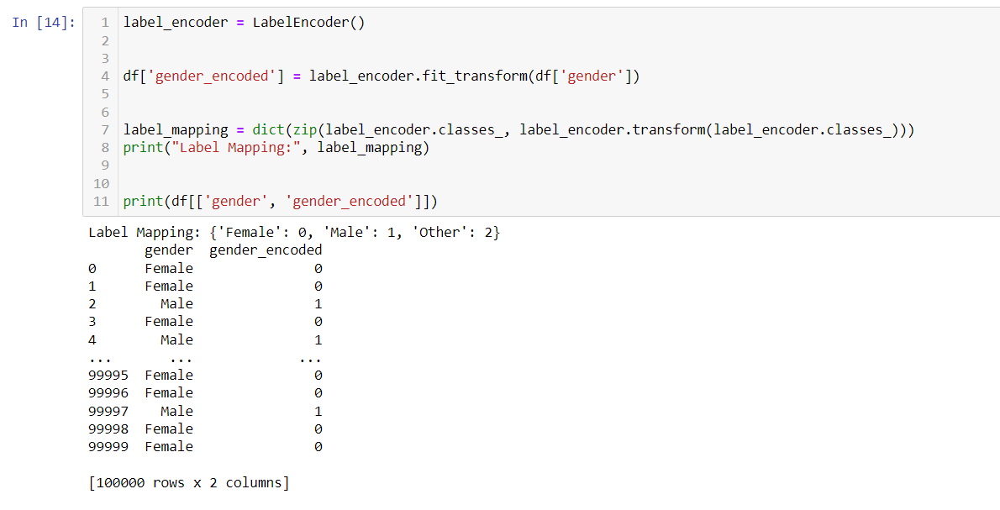 In [14]:
1 label_encoder = LabelEncoder()
2
3
4 df['gender_encoded'] = label_encoder.fit_transform(df['gender'])
5
6
7 label_mapping = dict(zip(label_encoder.classes_, label_encoder.transform(label_encoder.classes_)))
8 print("Label Mapping:", label_mapping)
9
10
11 print(df[['gender', 'gender_encoded']])
Label Mapping: {'Female': 0, 'Male': 1, 'Other': 2}
       gender  gender_encoded
0      Female               0
1      Female               0
2        Male               1
3      Female               0
4        Male               1
...       ...             ...
99995  Female               0
99996  Female               0
99997    Male               1
99998  Female               0
99999  Female               0
[100000 rows x 2 columns]